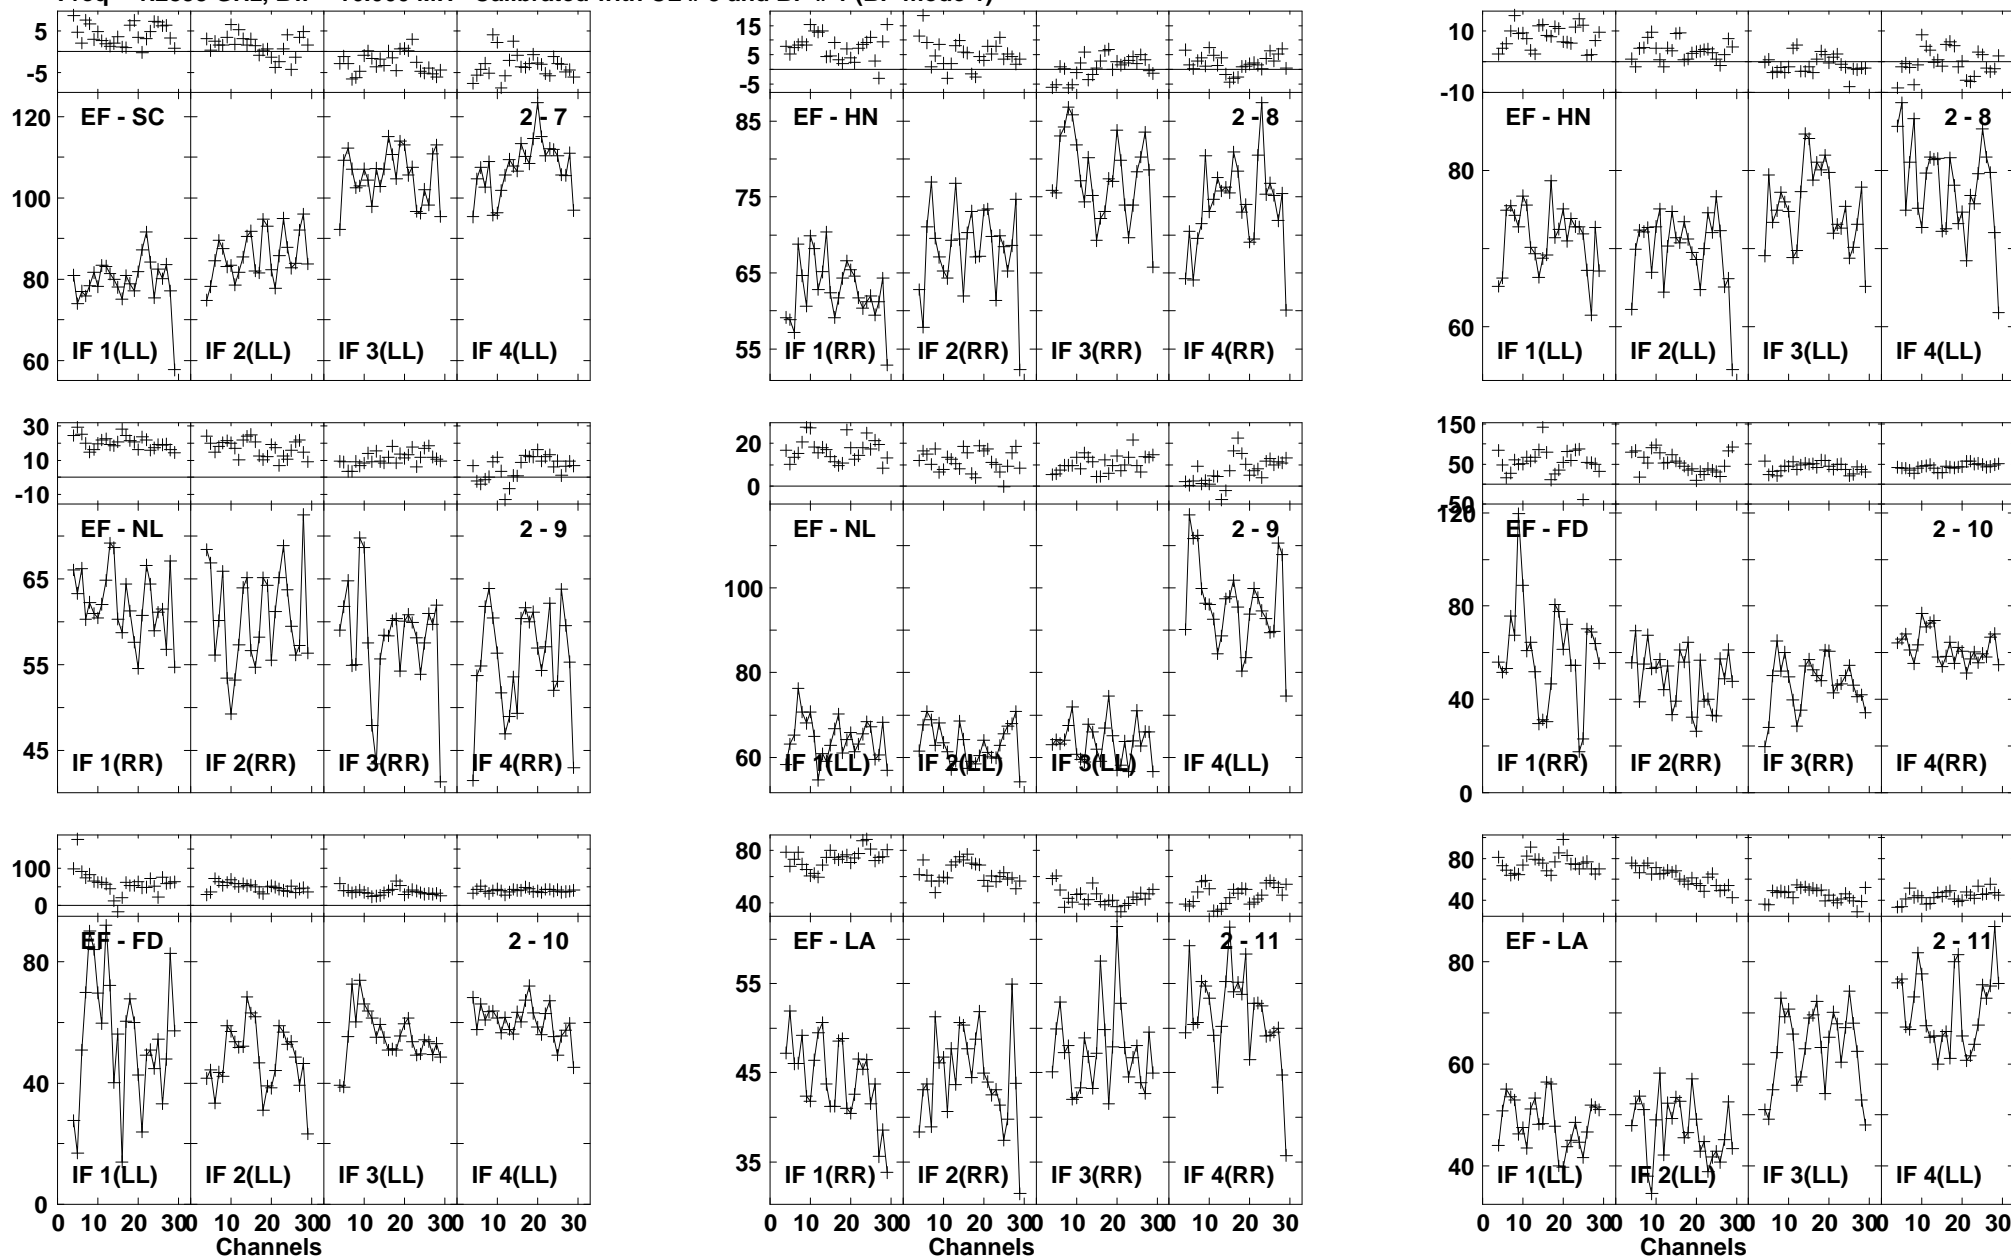 5
-5
120
100
80
60
EF - SC
2 - 7
IF 1(LL)
IF 2(LL)
IF 3(LL)
IF 4(LL)
15
5
-5
85
75
65
55
EF - HN
2 - 8
IF 1(RR)
IF 2(RR)
IF 3(RR)
IF 4(RR)
10
-10
80
60
EF - HN
2 - 8
IF 1(LL)
IF 2(LL)
IF 3(LL)
IF 4(LL)
30
10
-10
65
55
45
EF - NL
2 - 9
IF 1(RR)
IF 2(RR)
IF 3(RR)
IF 4(RR)
20
0
100
80
60
EF - NL
2 - 9
IF 1(LL)
IF 2(LL)
IF 3(LL)
IF 4(LL)
150
50
-50
120
80
40
0
EF - FD
2 - 10
IF 1(RR)
IF 2(RR)
IF 3(RR)
IF 4(RR)
100
0
80
40
0
EF - FD
2 - 10
IF 1(LL)
IF 2(LL)
IF 3(LL)
IF 4(LL)
0 10 20 30 0 10 20 30 0 10 20 30 0 10 20 30
Channels
80
40
55
45
35
EF - LA
2 - 11
IF 1(RR)
IF 2(RR)
IF 3(RR)
IF 4(RR)
0 10 20 30 0 10 20 30 0 10 20 30 0 10 20 30
Channels
80
40
80
60
40
EF - LA
2 - 11
IF 1(LL)
IF 2(LL)
IF 3(LL)
IF 4(LL)
0 10 20 30 0 10 20 30 0 10 20 30 0 10 20 30
Channels